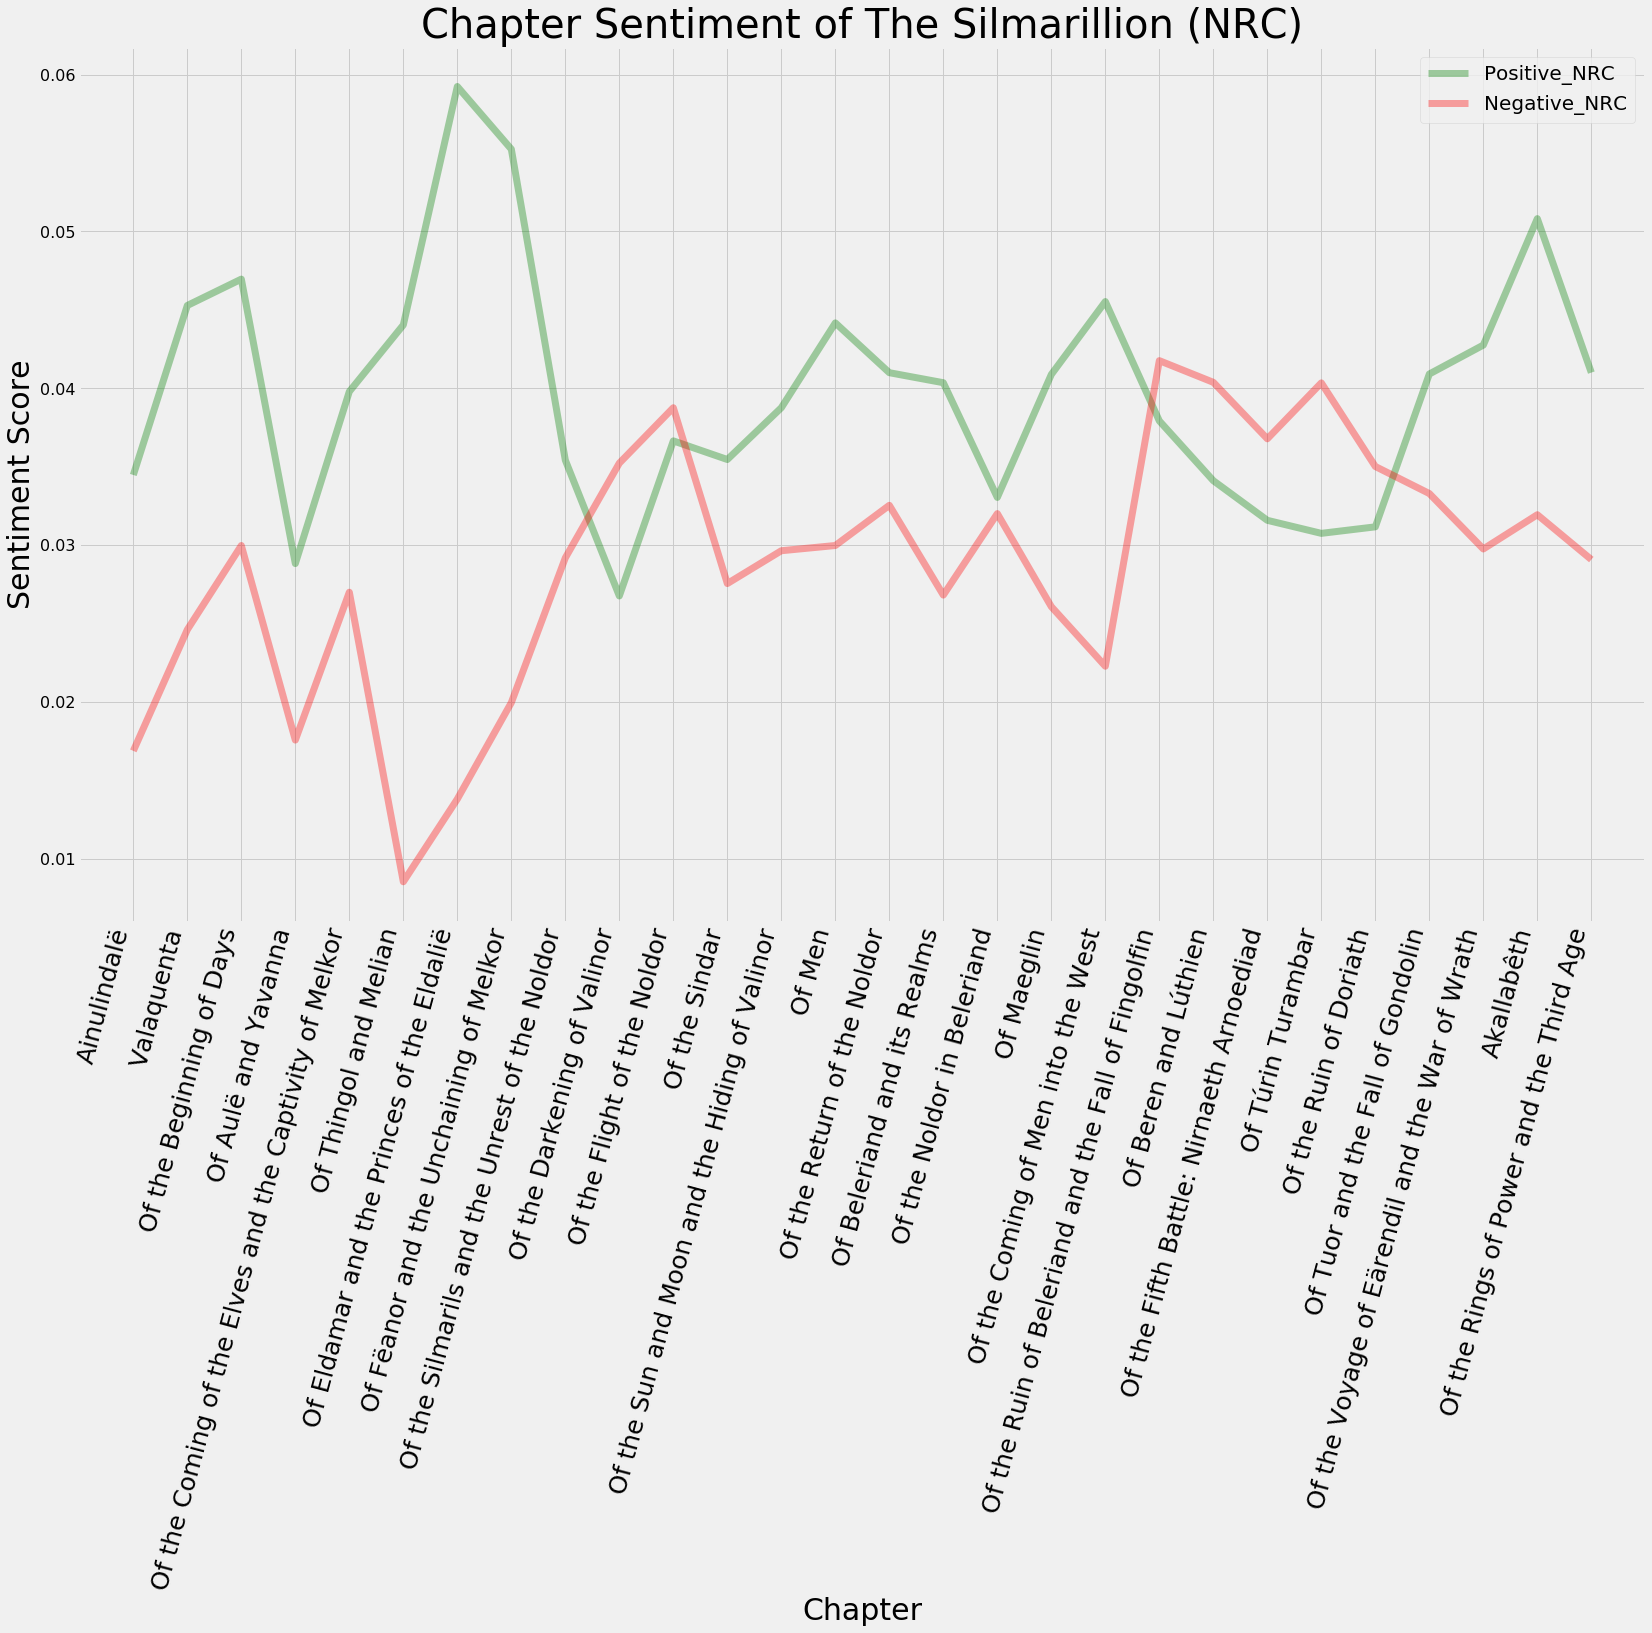 Chapter Sentiment of The Silmarillion (NRC)
Positive_NRC
Negative_NRC
Sentiment Score
0.06
0.05
0.04
0.03
0.02
0.01
Ainulindalë
Valaquenta
Of the Beginning of Days
Of Aulë and Yavanna
Of the Coming of the Elves and the Captivity of Melkor
Of Thingol and Melian
Of Eldamar and the Princes of the Eldalië
Of Fëanor and the Unchaining of Melkor
Of the Silmarils and the Unrest of the Noldor
Of the Darkening of Valinor
Of the Flight of the Noldor
Of the Sindar
Of the Sun and Moon and the Hiding of Valinor
Of Men
Of the Return of the Noldor
Of Beleriand and its Realms
Of the Noldor in Beleriand
Of Maeglin
Of the Coming of Men into the West
Of the Ruin of Beleriand and the Fall of Fingolfin
Of Beren and Lúthien
Of the Fifth Battle: Nirnaeth Arnoediad
Of Túrin Turambar
Of the Ruin of Doriath
Of Tuor and the Fall of Gondolin
Of the Voyage of Eärendil and the War of Wrath
Akallabêth
Of the Rings of Power and the Third Age
Chapter